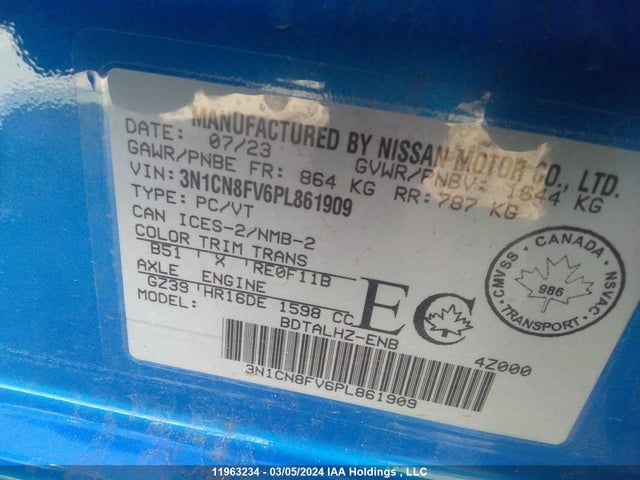 MANUFACTURED BY NISSAN MOTOR CO., LTD.
DATE: 07/23 GVWR/PNBV: 1644 KG
GAWR/PNBE FR: 864 KG RR: 787 KG
VIN: 3N1CN8FV6PL861909
TYPE: PC/VT
CAN ICES-2/NMB-2
COLOR TRIM TRANS
B51 X RE0F11B
AXLE ENGINE
GZ39 HR16DE 1598 CC
MODEL: BDTALHZ-ENB
EC
4Z000
3N1CN8FV6PL861909
CANADA
CMVSS
NSVAC
986
TRANSPORT
11963234 - 03/05/2024 IAA Holdings , LLC